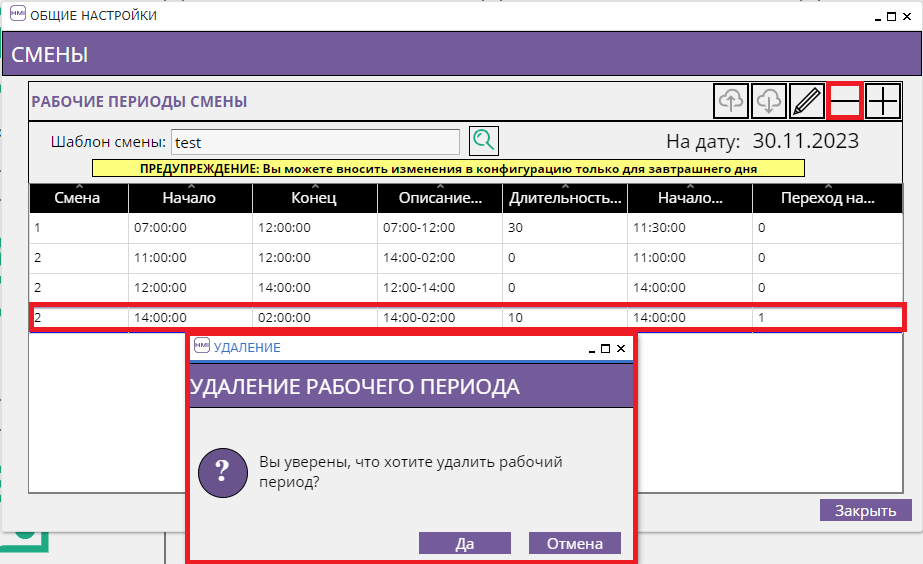 HMI ОБЩИЕ НАСТРОЙКИ
СМЕНЫ
РАБОЧИЕ ПЕРИОДЫ СМЕНЫ
Шаблон смены: test На дату: 30.11.2023
ПРЕДУПРЕЖДЕНИЕ: Вы можете вносить изменения в конфигурацию только для завтрашнего дня
Смена Начало Конец Описание... Длительность... Начало... Переход на...
1 07:00:00 12:00:00 07:00-12:00 30 11:30:00 0
2 11:00:00 12:00:00 14:00-02:00 0 11:00:00 0
2 12:00:00 14:00:00 12:00-14:00 0 14:00:00 0
2 14:00:00 02:00:00 14:00-02:00 10 14:00:00 1
HMI УДАЛЕНИЕ
УДАЛЕНИЕ РАБОЧЕГО ПЕРИОДА
?
Вы уверены, что хотите удалить рабочий
период?
Да Отмена
Закрыть